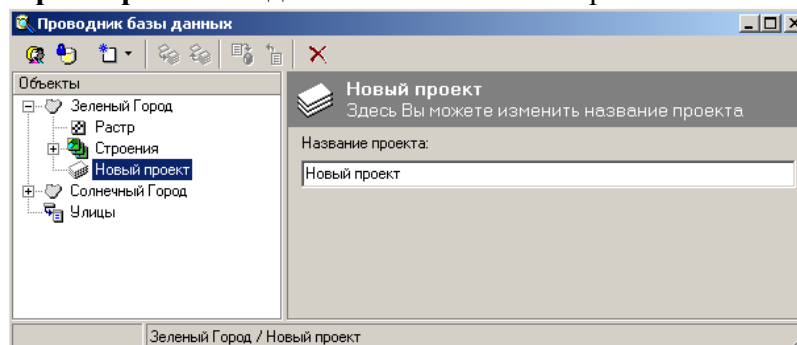 Проводник базы данных
Объекты
Зеленый Город
Растр
Строения
Новый проект
Солнечный Город
Улицы
Новый проект
Здесь Вы можете изменить название проекта
Название проекта:
Новый проект
Зеленый Город / Новый проект